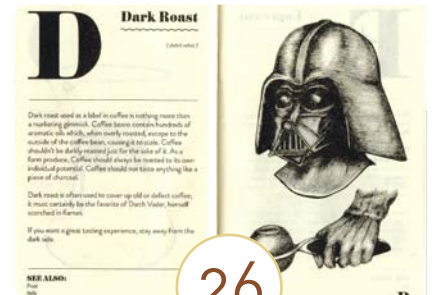 D
Dark Roast
Dark roast used as a label in coffee is nothing more than
a marketing gimmick. Coffee beans contain hundreds of
aromatic oils which, when overly roasted, escape to the
outside of the coffee bean, causing it to stale. Coffee
shouldn't be darkly roasted just for the sake of it. As a
farm produce, Coffee should always be roasted to its own
individual potential. Coffee should not taste anything like a
piece of charcoal.
Dark roast is often used to cover up old or defect coffee,
it must certainly be the favorite of Darth Vader, himself
scorched in flames.
If you want a great tasting experience, stay away from the
dark side.
SEE ALSO:
26